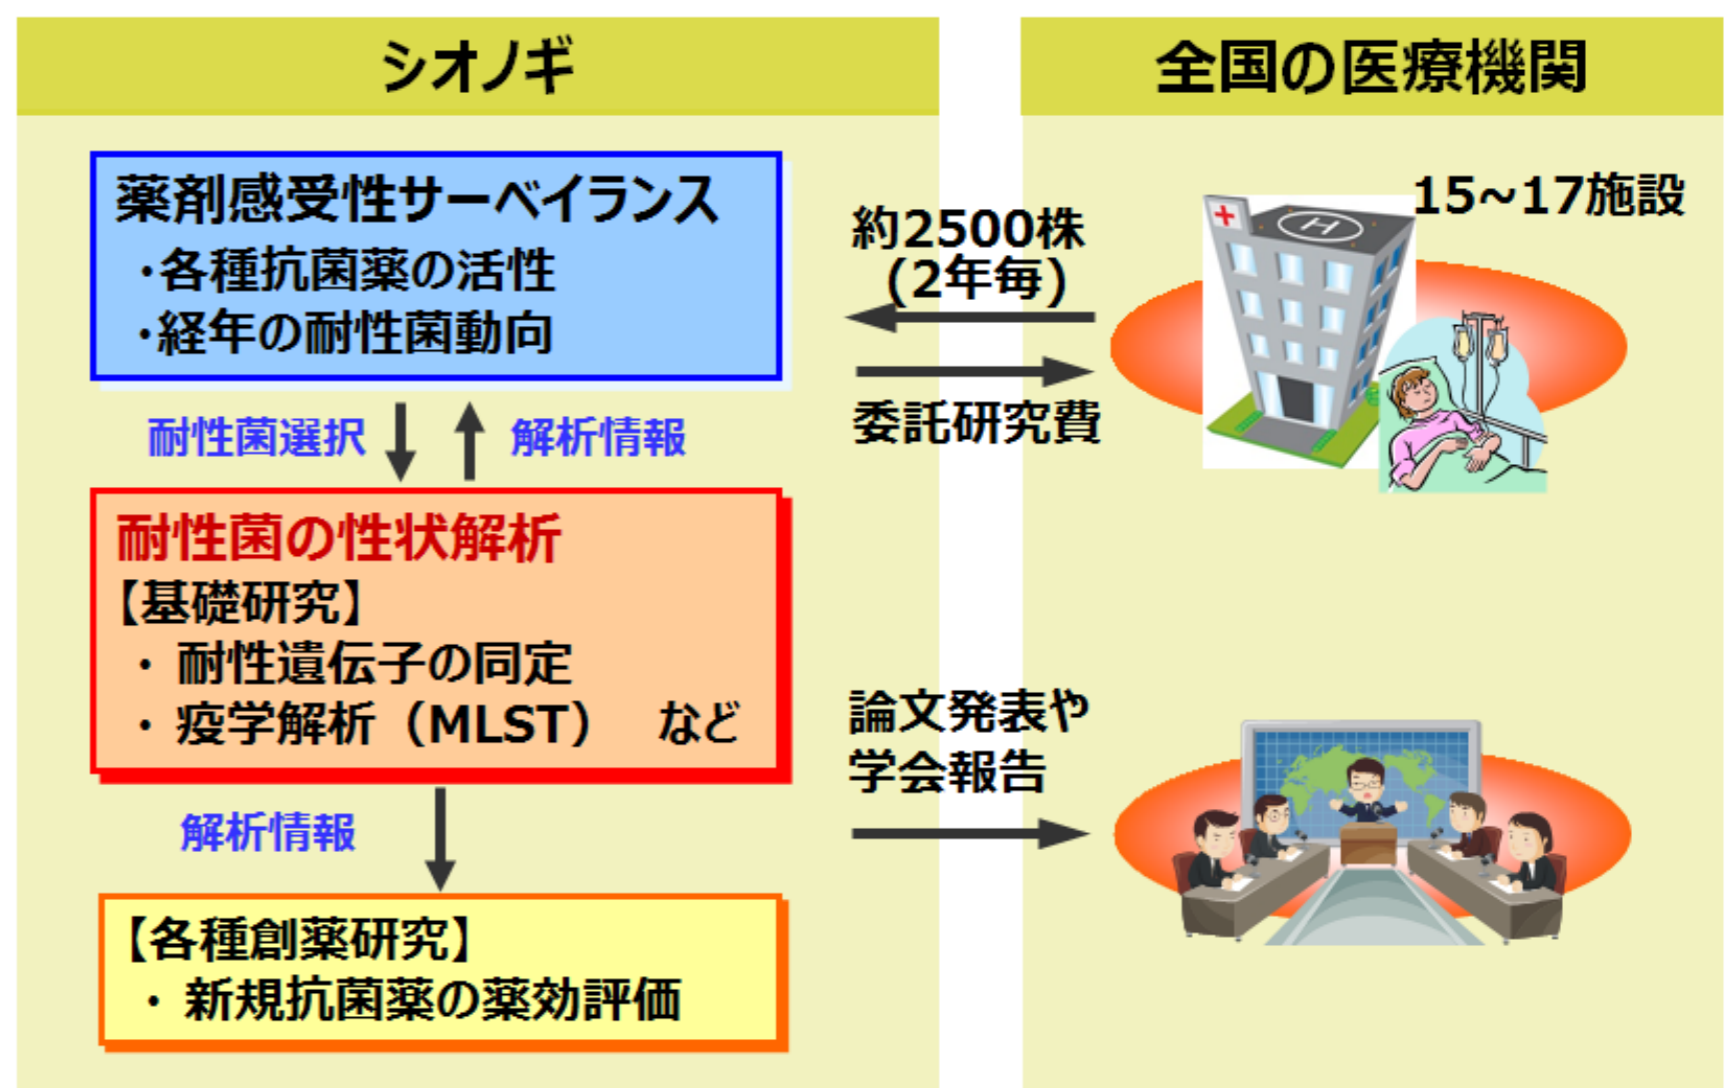 シオノギ
薬剤感受性サーベイランス
・各種抗菌薬の活性
・経年の耐性菌動向
耐性菌選択
解析情報
耐性菌の性状解析
【基礎研究】
・ 耐性遺伝子の同定
・ 疫学解析（MLST）　など
解析情報
【各種創薬研究】
・ 新規抗菌薬の薬効評価
約2500株
(2年毎)
委託研究費
論文発表や
学会報告
全国の医療機関
15~17施設
H